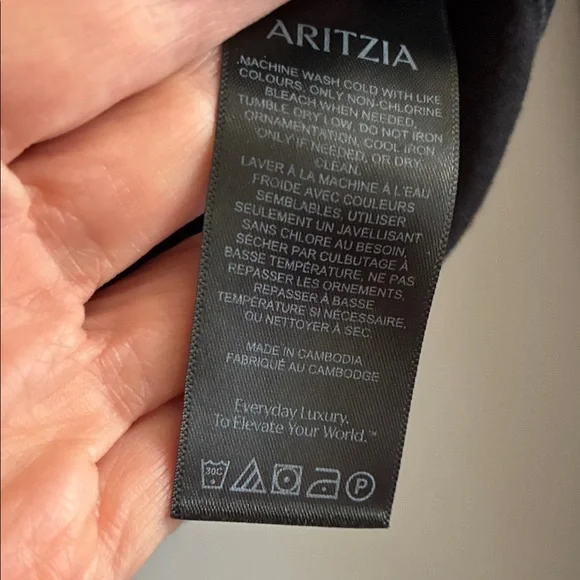 ARITZIA
.MACHINE WASH COLD WITH LIKE
COLOURS, ONLY NON-CHLORINE
BLEACH WHEN NEEDED,
TUMBLE DRY LOW, DO NOT IRON
ORNAMENTATION, COOL IRON
ONLY IF NEEDED, OR DRY
CLEAN.
LAVER À LA MACHINE À L'EAU
FROIDE AVEC COULEURS
SEMBLABLES, UTILISER
SEULEMENT UN JAVELLISANT
SANS CHLORE AU BESOIN,
SÉCHER PAR CULBUTAGE À
BASSE TEMPÉRATURE, NE PAS
REPASSER LES ORNEMENTS,
REPASSER À BASSE
TEMPÉRATURE SI NÉCESSAIRE,
OU NETTOYER À SEC.
MADE IN CAMBODIA
FABRIQUÉ AU CAMBODGE
Everyday Luxury.
To Elevate Your World.™
30C P